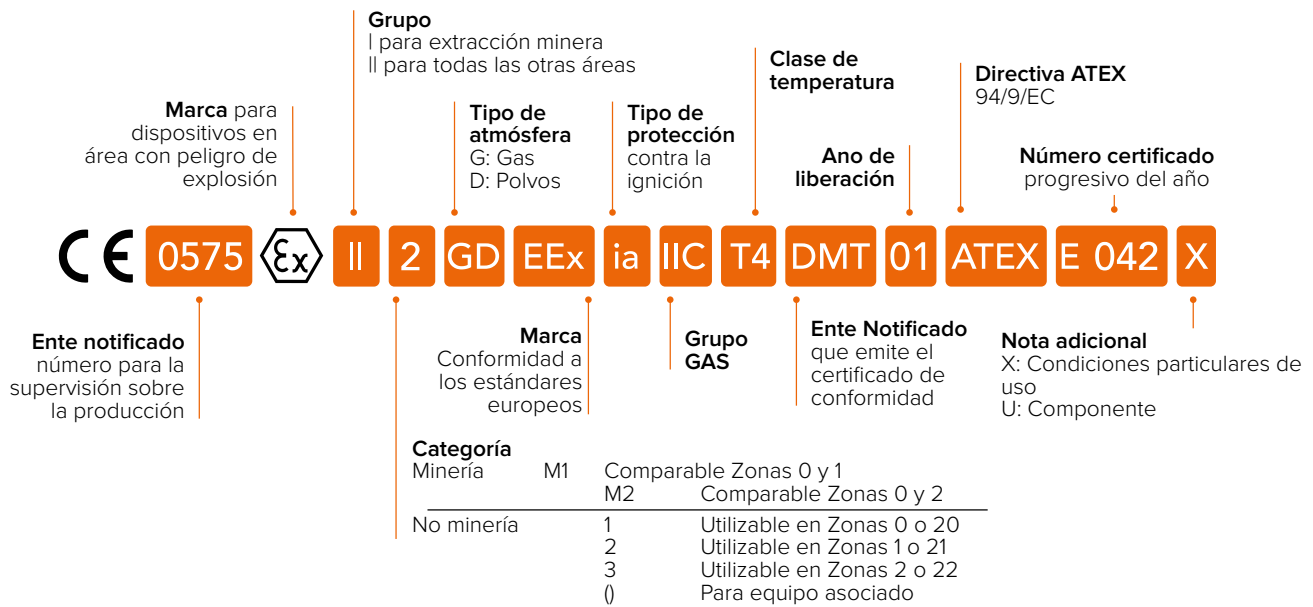 Grupo
I para extracción minera
II para todas las otras áreas
Marca para
dispositivos en
área con peligro de
explosión
Tipo de
atmósfera
G: Gas
D: Polvos
Tipo de
protección
contra la
ignición
Clase de
temperatura
Ano de
liberación
Directiva ATEX
94/9/EC
Número certificado
progresivo del año
CE 0575 Ex II 2 GD EEx ia IIC T4 DMT 01 ATEX E 042 X
Ente notificado
número para la
supervisión sobre
la producción
Marca
Conformidad a
los estándares
europeos
Grupo
GAS
Ente Notificado
que emite el
certificado de
conformidad
Nota adicional
X: Condiciones particulares de
uso
U: Componente
Categoría
Minería M1 Comparable Zonas 0 y 1
M2 Comparable Zonas 0 y 2
No minería 1 Utilizable en Zonas 0 o 20
2 Utilizable en Zonas 1 o 21
3 Utilizable en Zonas 2 o 22
() Para equipo asociado